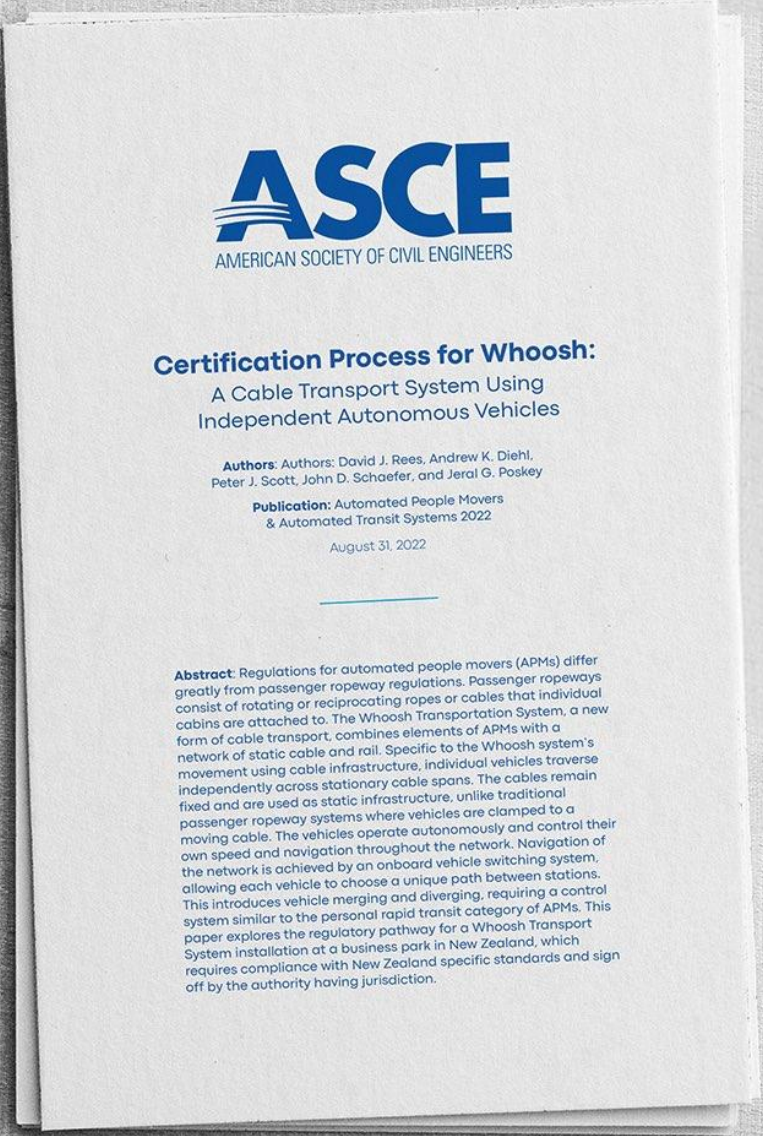 ASCE
AMERICAN SOCIETY OF CIVIL ENGINEERS
Certification Process for Whoosh:
A Cable Transport System Using
Independent Autonomous Vehicles
Authors: Authors: David J. Rees, Andrew K. Diehl,
Peter J. Scott, John D. Schaefer, and Jeral G. Poskey
Publication: Automated People Movers
& Automated Transit Systems 2022
August 31, 2022
Abstract: Regulations for automated people movers (APMs) differ
greatly from passenger ropeway regulations. Passenger ropeways
consist of rotating or reciprocating ropes or cables that individual
cabins are attached to. The Whoosh Transportation System, a new
form of cable transport, combines elements of APMs with a
network of static cable and rail. Specific to the Whoosh system's
movement using cable infrastructure, individual vehicles traverse
independently across stationary cable spans. The cables remain
fixed and are used as static infrastructure, unlike traditional
passenger ropeway systems where vehicles are clamped to a
moving cable. The vehicles operate autonomously and control their
own speed and navigation throughout the network. Navigation of
the network is achieved by an onboard vehicle switching system,
allowing each vehicle to choose a unique path between stations.
This introduces vehicle merging and diverging, requiring a control
system similar to the personal rapid transit category of APMs. This
paper explores the regulatory pathway for a Whoosh Transport
System installation at a business park in New Zealand, which
requires compliance with New Zealand specific standards and sign
off by the authority having jurisdiction.